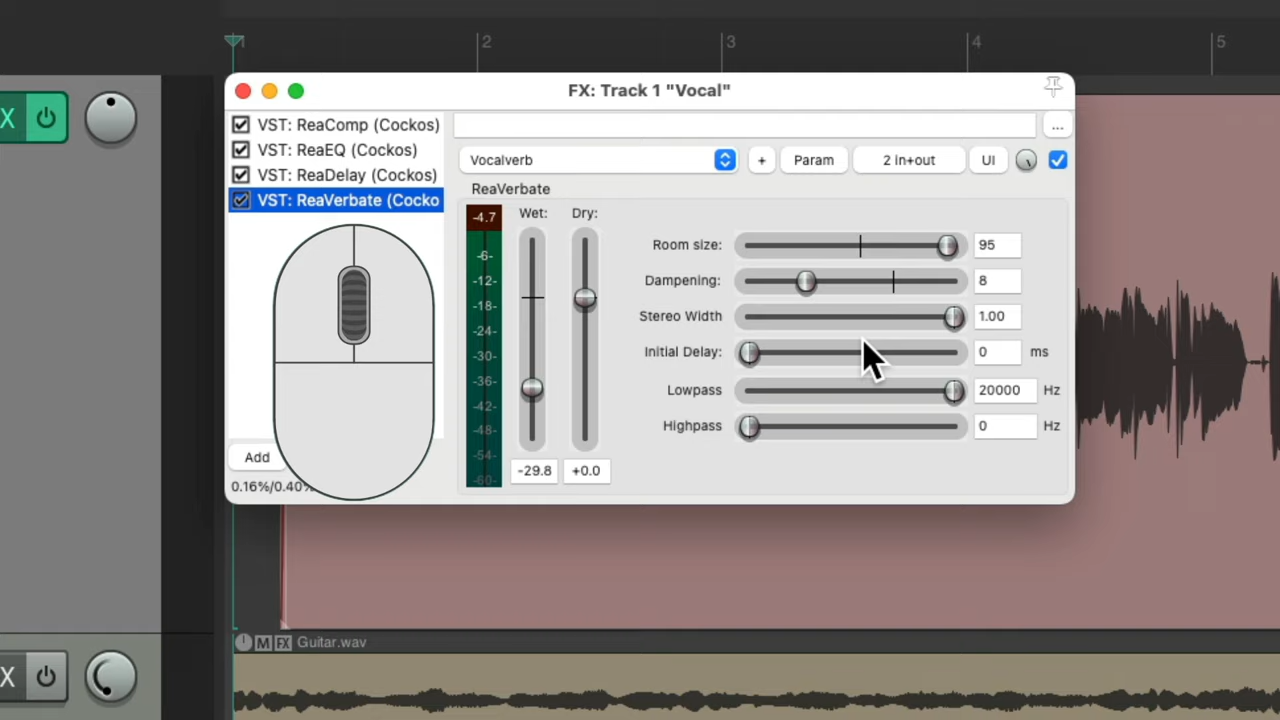 1
2
3
4
5
FX: Track 1 "Vocal"
X
VST: ReaComp (Cockos)
VST: ReaEQ (Cockos)
VST: ReaDelay (Cockos)
VST: ReaVerbate (Cocko
...
Vocalverb
+
Param
2 in+out
UI
ReaVerbate
Wet:
Dry:
-4.7
-6-
-12-
-18-
-24-
-30-
-36-
-42-
-48-
-54-
-60-
Room size:
95
Dampening:
8
Stereo Width
1.00
Initial Delay:
0
ms
Lowpass
20000
Hz
Highpass
0
Hz
-29.8
+0.0
Add
0.16%/0.40%
M
FX
Guitar.wav
X